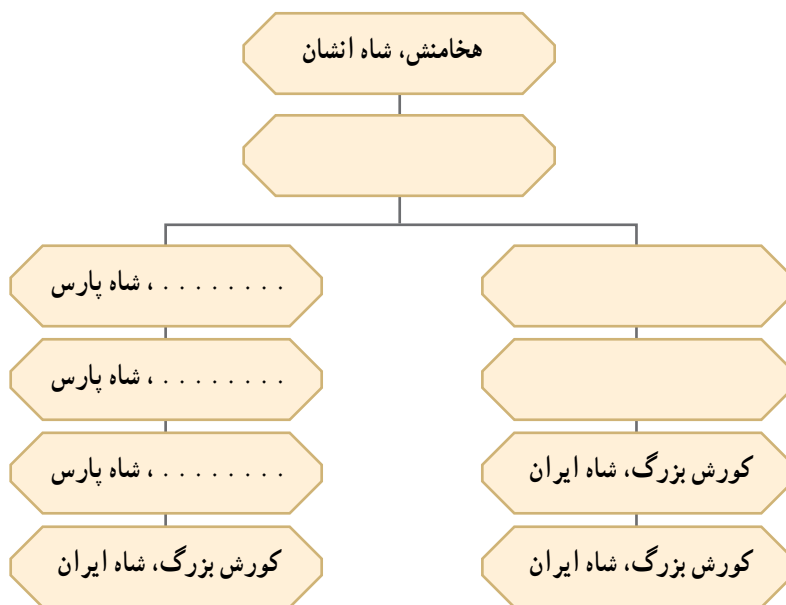 هخامنش، شاه انشان
. . . . . . . . ، شاه پارس
. . . . . . . . ، شاه پارس
کورش بزرگ، شاه ایران
. . . . . . . . ، شاه پارس
کورش بزرگ، شاه ایران
کورش بزرگ، شاه ایران